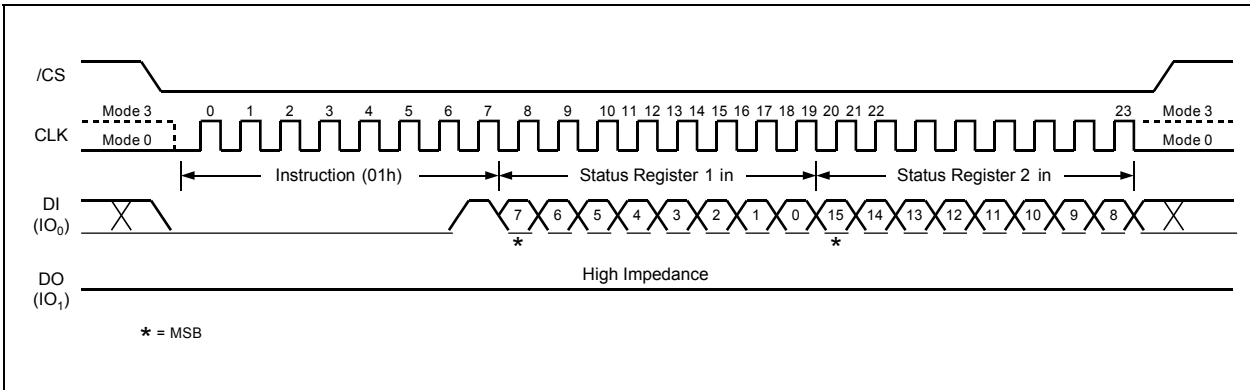 /CS
Mode 3 0 1 2 3 4 5 6 7 8 9 10 11 12 13 14 15 16 17 18 19 20 21 22 23 Mode 3
CLK Mode 0 Mode 0
Instruction (01h) Status Register 1 in Status Register 2 in
DI
(IO₀) 7 6 5 4 3 2 1 0 15 14 13 12 11 10 9 8
* *
High Impedance
DO
(IO₁)
* = MSB